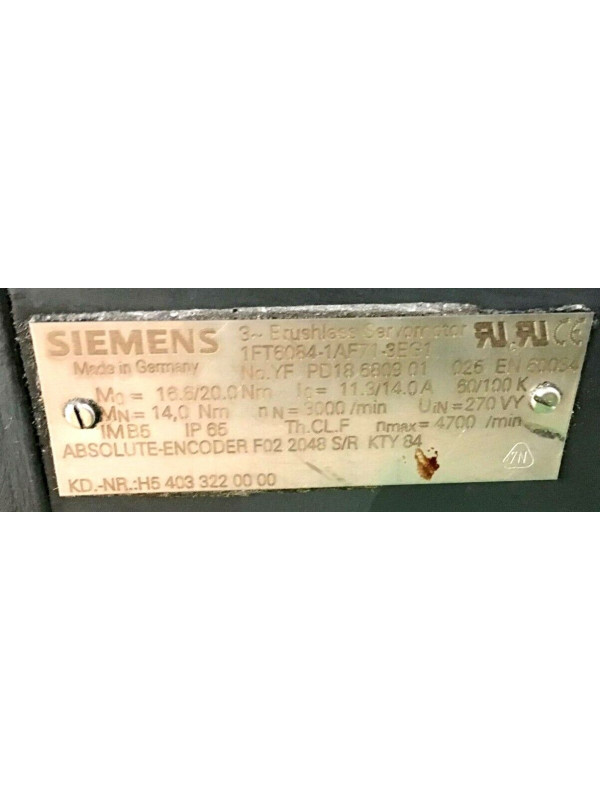 SIEMENS 3~ Brushless Servomotor
Made in Germany 1FT6084-1AF71-3EG1
No.YF PD18 6809 01 026 EN 60034
M0 = 16.6/20.0 Nm I0 = 11.3/14.0 A 60/100 K
MN = 14,0 Nm nN = 3000 /min UiN = 270 VY
IM B5 IP 65 Th.CL.F nmax = 4700 /min
ABSOLUTE-ENCODER F02 2048 S/R KTY 84
KD.-NR.:H5 403 322 00 00